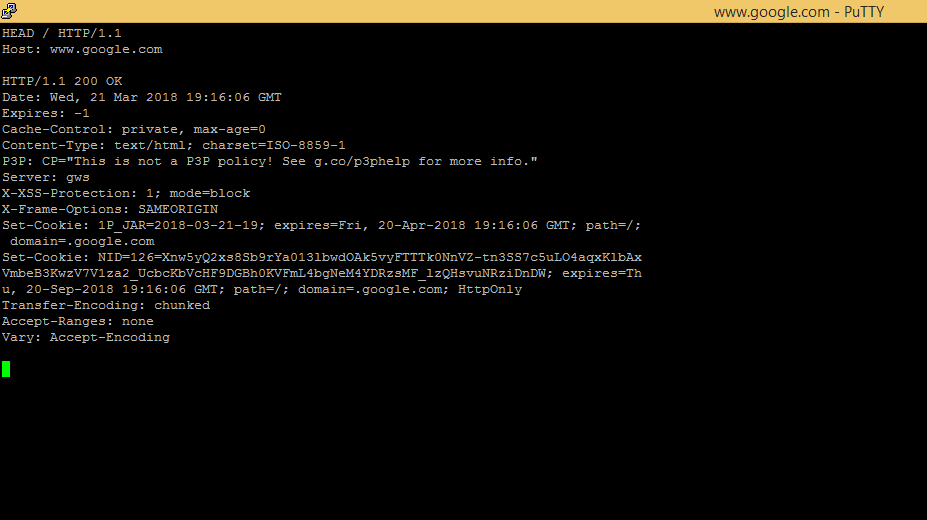 www.google.com - PuTTY
HEAD / HTTP/1.1
Host: www.google.com
HTTP/1.1 200 OK
Date: Wed, 21 Mar 2018 19:16:06 GMT
Expires: -1
Cache-Control: private, max-age=0
Content-Type: text/html; charset=ISO-8859-1
P3P: CP="This is not a P3P policy! See g.co/p3phelp for more info."
Server: gws
X-XSS-Protection: 1; mode=block
X-Frame-Options: SAMEORIGIN
Set-Cookie: 1P_JAR=2018-03-21-19; expires=Fri, 20-Apr-2018 19:16:06 GMT; path=/;
domain=.google.com
Set-Cookie: NID=126=Xnw5yQ2xs8Sb9rYa013lbwdOAk5vyFTTTk0NnVZ-tn3SS7c5uLO4aqxKlbAx
VmbeB3KwzV7V1za2_UcbcKbVcHF9DGBh0KVFmL4bgNeM4YDRzsMF_lzQHsvuNRziDnDW; expires=Th
u, 20-Sep-2018 19:16:06 GMT; path=/; domain=.google.com; HttpOnly
Transfer-Encoding: chunked
Accept-Ranges: none
Vary: Accept-Encoding